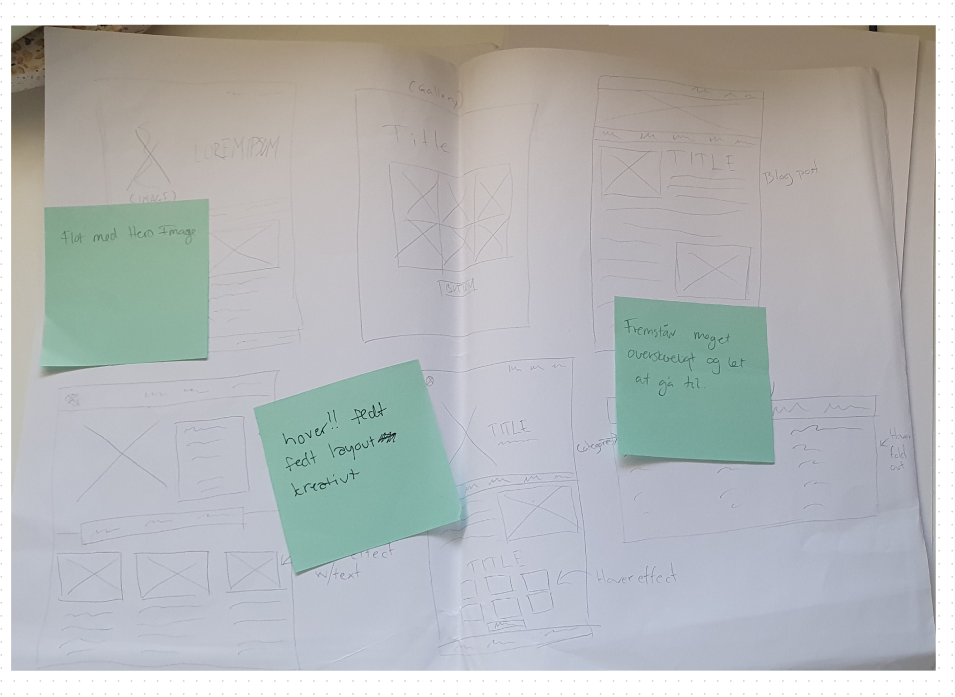 LOREM IPSUM
(IMAGE)
Flot med Hero Image
(Gallery)
Title
BUTTON
TITLE
Blog post
Fremstår meget
overskueligt og let
at gå til.
hover!! fedt
fedt layout
kreativt
effect
w/text
TITLE
TITLE
Hover effect
Categories
Hover
fold
out